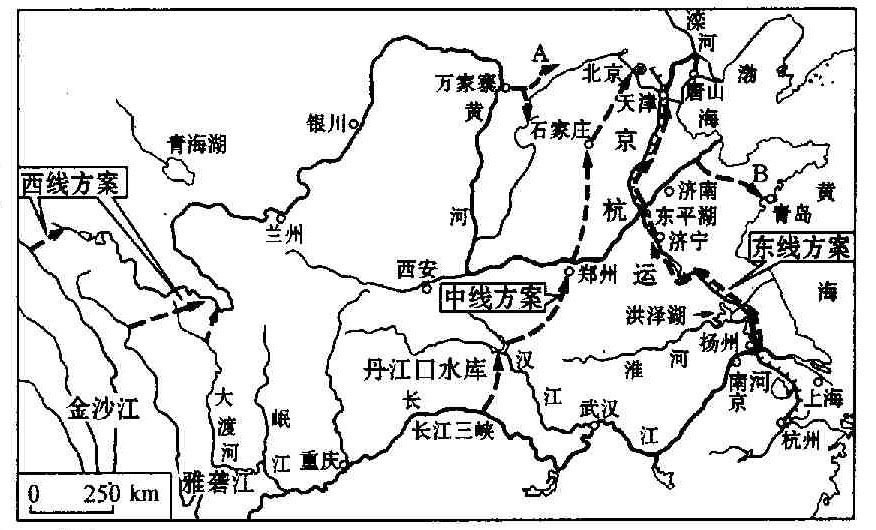 滦
河
A
北京
渤
万家寨
黄
天津
唐山
海
银川
石家庄
京
青海湖
B
西线方案
济南
黄
杭
东平湖
青岛
兰州
河
济宁
东线方案
西安
运
郑州
中线方案
海
洪泽湖
扬州
丹江口水库
汉
淮
河
江
南
京
河
上海
大
渡
河
长
金沙江
岷
江
长江三峡
武汉
江
杭州
重庆
雅砻江
0 250 km